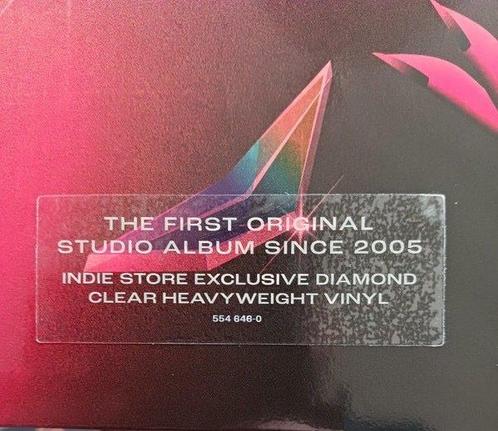 THE FIRST ORIGINAL
STUDIO ALBUM SINCE 2005
INDIE STORE EXCLUSIVE DIAMOND
CLEAR HEAVYWEIGHT VINYL
554 646-0